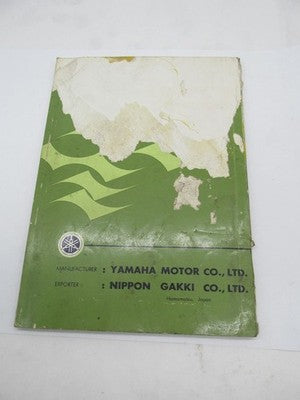 MANUFACTURER : YAMAHA MOTOR CO., LTD.
EXPORTER : : NIPPON GAKKI CO., LTD.
Hamamatsu, Japan